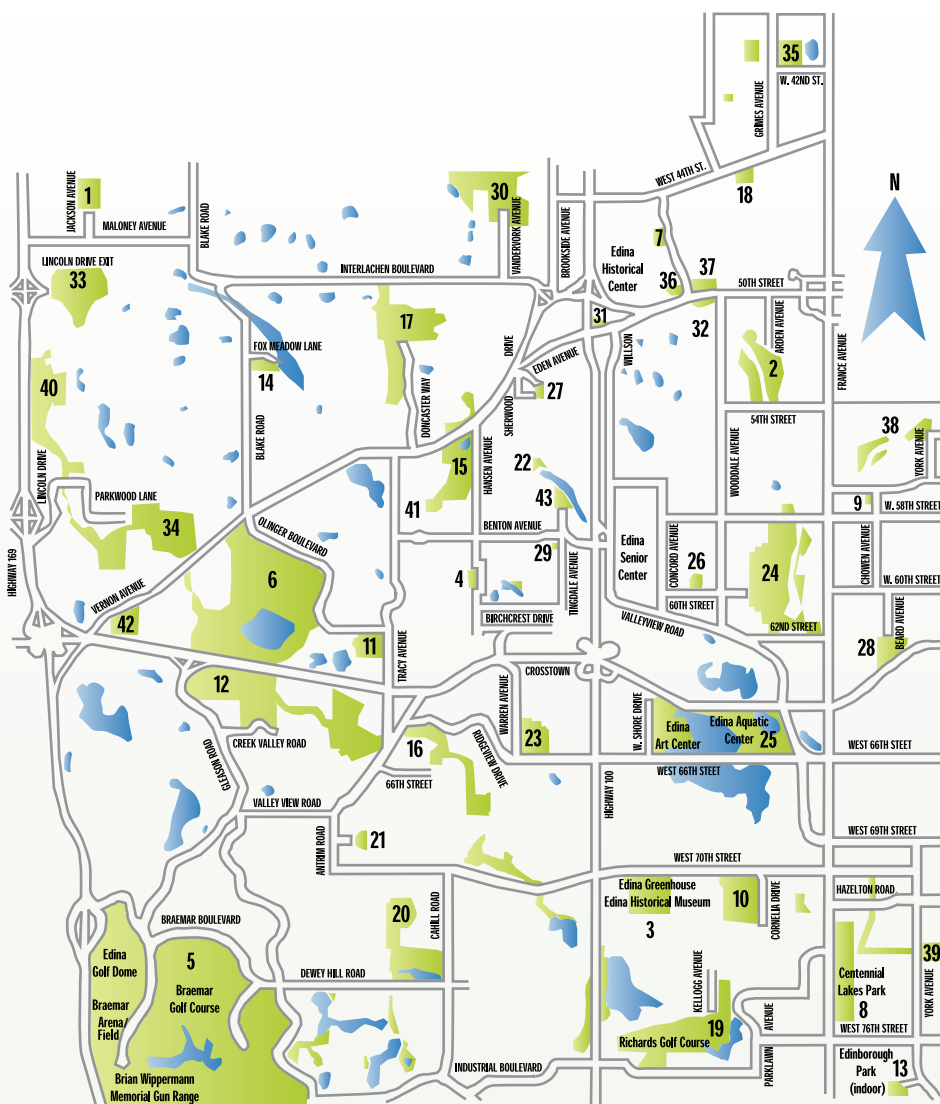 35
W. 42ND ST.
GRIMES AVENUE
WEST 44TH ST.
18
N
JACKSON AVENUE
1
MALONEY AVENUE
BLAKE ROAD
30
VANDERVORK AVENUE
BROOKSIDE AVENUE
7
Edina
Historical
Center
36
37
50TH STREET
LINCOLN DRIVE EXIT
33
INTERLACHEN BOULEVARD
17
31
32
WILLSON
ARDEN AVENUE
2
FRANCE AVENUE
FOX MEADOW LANE
14
DRIVE
EDEN AVENUE
40
DONCASTER WAY
SHERWOOD
27
54TH STREET
BLAKE ROAD
38
YORK AVENUE
LINCOLN DRIVE
15
HANSEN AVENUE
22
WOODDALE AVENUE
PARKWOOD LANE
41
43
9
W. 58TH STREET
34
OLINGER BOULEVARD
BENTON AVENUE
Edina
Senior
Center
CONCORD AVENUE
26
24
CHOWEN AVENUE
HIGHWAY 169
6
4
29
TINGDALE AVENUE
W. 60TH STREET
VERNON AVENUE
60TH STREET
42
BIRCHCREST DRIVE
VALLEYVIEW ROAD
62ND STREET
BEARD AVENUE
11
TRACY AVENUE
28
CROSSTOWN
12
WARREN AVENUE
W. SHORE DRIVE
Edina
Art Center
Edina Aquatic
Center
25
GLEASON ROAD
CREEK VALLEY ROAD
16
RIDGEVIEW DRIVE
23
WEST 66TH STEET
66TH STREET
WEST 66TH STEET
HIGHWAY 100
VALLEY VIEW ROAD
ANTRIM ROAD
21
WEST 69TH STREET
WEST 70TH STREET
Edina Greenhouse
Edina Historical Museum
3
10
CORNELIA DRIVE
HAZELTON ROAD
20
CAHILL ROAD
BRAEMAR BOULEVARD
5
Edina
Golf Dome
Braemar
Golf Course
Braemar
Arena/
Field
DEWEY HILL ROAD
KELLOGG AVENUE
39
Centennial
Lakes Park
8
YORK AVENUE
19
Richards Golf Course
AVENUE
PARKLAWN
WEST 76TH STREET
INDUSTRIAL BOULEVARD
Edinborough
Park
(indoor)
13
Brian Wippermann
Memorial Gun Range